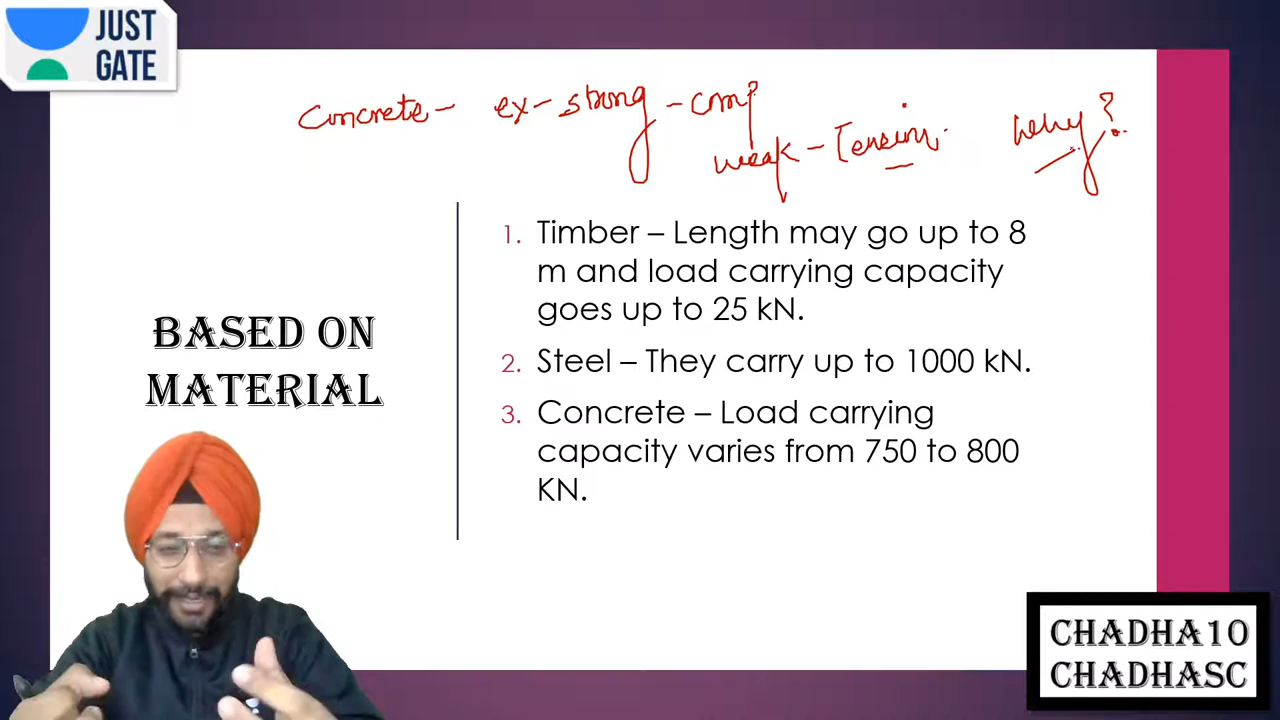 JUST
GATE
Concrete - ex - strong - comp
weak - Tension
Why?
BASED ON
MATERIAL
1. Timber – Length may go up to 8
m and load carrying capacity
goes up to 25 kN.
2. Steel – They carry up to 1000 kN.
3. Concrete – Load carrying
capacity varies from 750 to 800
KN.
CHADHA10
CHADHASC